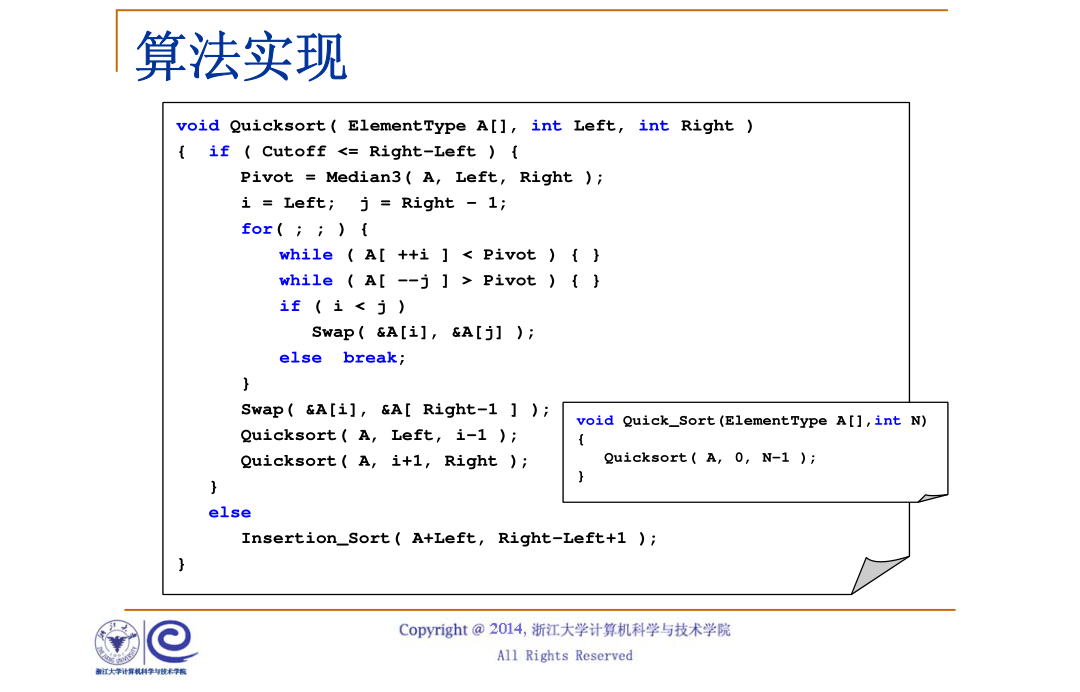 算法实现
void Quicksort( ElementType A[], int Left, int Right )
{ if ( Cutoff <= Right-Left ) {
Pivot = Median3( A, Left, Right );
i = Left; j = Right - 1;
for( ; ; ) {
while ( A[ ++i ] < Pivot ) { }
while ( A[ --j ] > Pivot ) { }
if ( i < j )
Swap( &A[i], &A[j] );
else break;
}
Swap( &A[i], &A[ Right-1 ] );
Quicksort( A, Left, i-1 );
Quicksort( A, i+1, Right );
}
else
Insertion_Sort( A+Left, Right-Left+1 );
}
void Quick_Sort(ElementType A[],int N)
{
Quicksort( A, 0, N-1 );
}
Copyright @ 2014, 浙江大学计算机科学与技术学院
All Rights Reserved
浙江大学计算机科学与技术学院